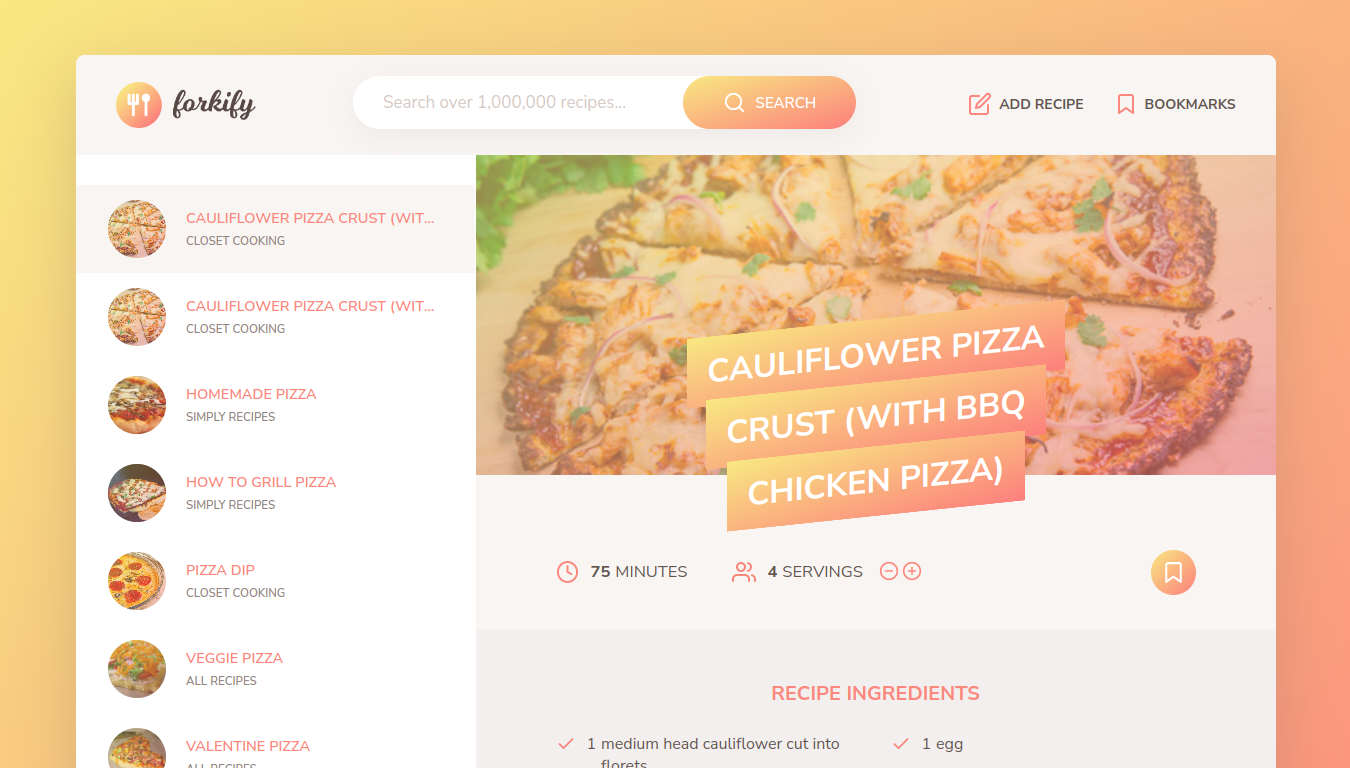 forkify
Search over 1,000,000 recipes...
SEARCH
ADD RECIPE
BOOKMARKS
CAULIFLOWER PIZZA CRUST (WIT...
CLOSET COOKING
CAULIFLOWER PIZZA CRUST (WIT...
CLOSET COOKING
HOMEMADE PIZZA
SIMPLY RECIPES
HOW TO GRILL PIZZA
SIMPLY RECIPES
PIZZA DIP
CLOSET COOKING
VEGGIE PIZZA
ALL RECIPES
VALENTINE PIZZA
ALL RECIPES
CAULIFLOWER PIZZA
CRUST (WITH BBQ
CHICKEN PIZZA)
75 MINUTES
4 SERVINGS
RECIPE INGREDIENTS
1 medium head cauliflower cut into
florets
1 egg